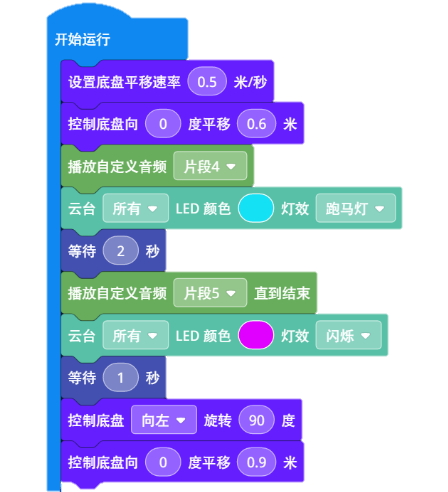 开始运行
设置底盘平移速率 0.5 米/秒
控制底盘向 0 度平移 0.6 米
播放自定义音频 片段4
云台 所有 LED 颜色 灯效 跑马灯
等待 2 秒
播放自定义音频 片段5 直到结束
云台 所有 LED 颜色 灯效 闪烁
等待 1 秒
控制底盘 向左 旋转 90 度
控制底盘向 0 度平移 0.9 米